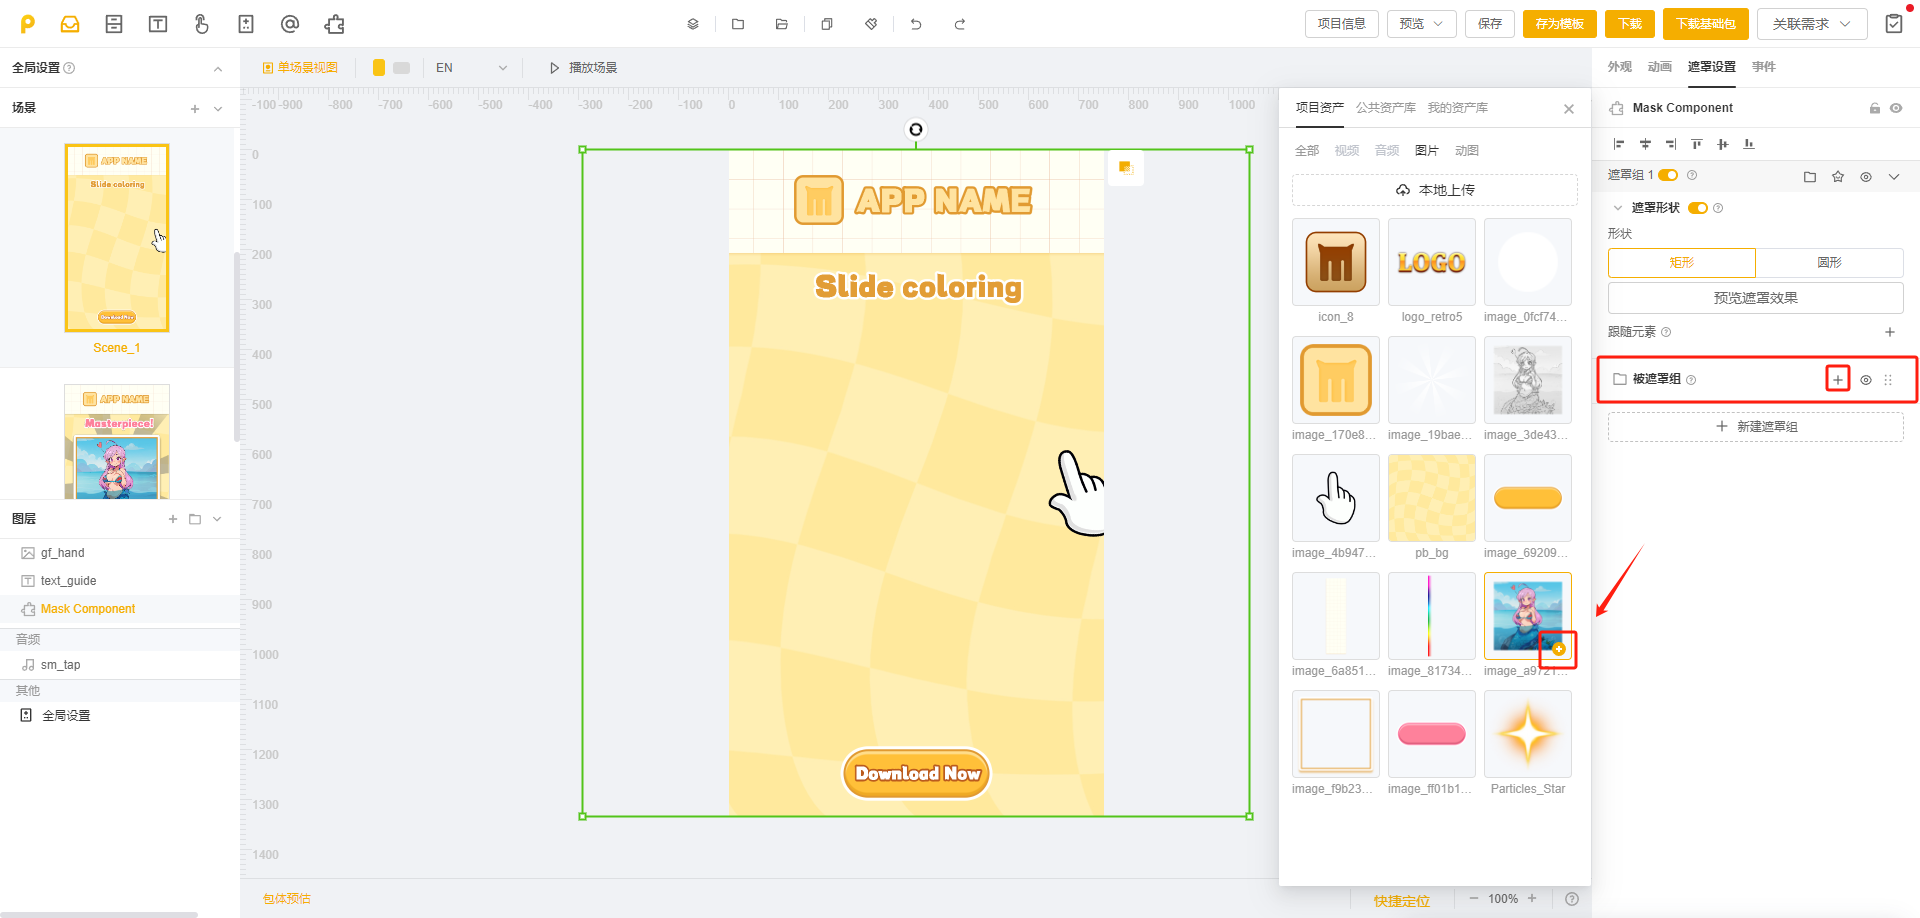 项目信息
预览
保存
存为模板
下载
下载基础包
关联需求
全局设置
单场景视图
EN
播放场景
外观
动画
遮罩设置
事件
场景
-100
-900
-800
-700
-600
-500
-400
-300
-200
-100
0
100
200
300
400
500
600
700
800
900
1000
0
100
200
300
400
500
600
700
800
900
1000
1100
1200
1300
1400
APP NAME
Slide coloring
Download Now
Scene_1
APP NAME
Masterpiece!
图层
gf_hand
text_guide
Mask Component
音频
sm_tap
其他
全局设置
APP NAME
Slide coloring
Download Now
包体预估
快捷定位
100%
项目资产
公共资产库
我的资产库
全部
视频
音频
图片
动图
本地上传
LOGO
icon_8
logo_retro5
image_0fcf74...
image_170e8...
image_19bae...
image_3de43...
image_4b947...
pb_bg
image_69209...
image_6a851...
image_81734...
image_a9721...
image_f9b23...
image_ff01b1...
Particles_Star
Mask Component
遮罩组 1
遮罩形状
形状
矩形
圆形
预览遮罩效果
跟随元素
被遮罩组
新建遮罩组